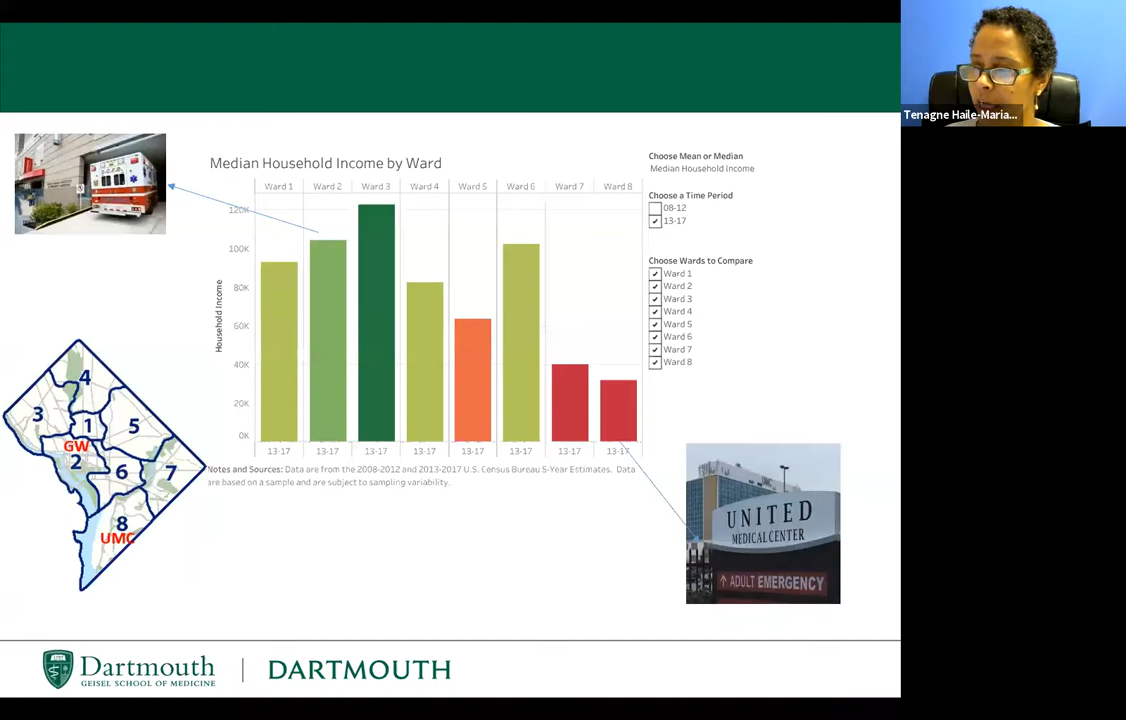 Tenagne Haile-Maria...
Median Household Income by Ward
Ward 1 Ward 2 Ward 3 Ward 4 Ward 5 Ward 6 Ward 7 Ward 8
120K
100K
80K
60K
40K
20K
0K
Household Income
13-17 13-17 13-17 13-17 13-17 13-17 13-17 13-17
Notes and Sources: Data are from the 2008-2012 and 2013-2017 U.S. Census Bureau 5-Year Estimates. Data
are based on a sample and are subject to sampling variability.
Choose Mean or Median
Median Household Income
Choose a Time Period
08-12
13-17
Choose Wards to Compare
Ward 1
Ward 2
Ward 3
Ward 4
Ward 5
Ward 6
Ward 7
Ward 8
4
3
1
5
GW
2
6
7
8
UMC
UNITED
MEDICAL CENTER
ADULT EMERGENCY
Dartmouth
GEISEL SCHOOL OF MEDICINE
DARTMOUTH